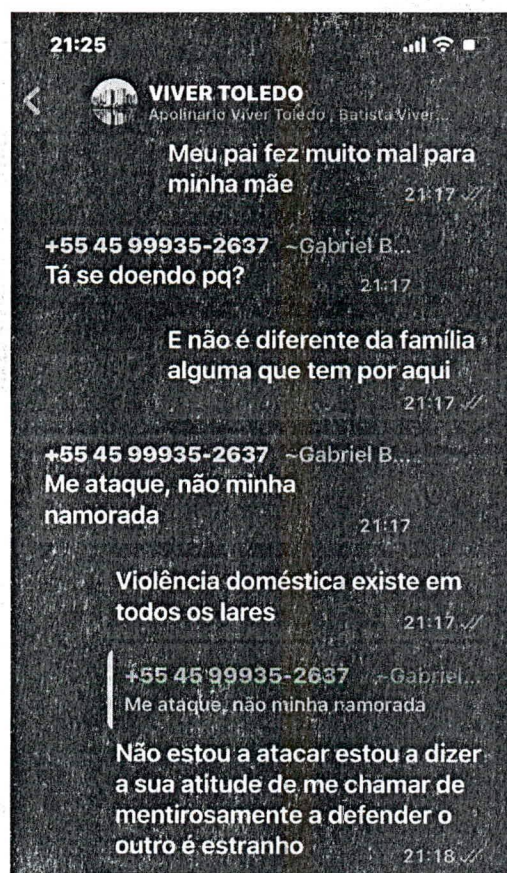 21:25
VIVER TOLEDO
Apolinario Viver Toledo, Batista Viver...
Meu pai fez muito mal para
minha mãe
21:17
+55 45 99935-2637 ~Gabriel B...
Tá se doendo pq?
21:17
E não é diferente da família
alguma que tem por aqui
21:17
+55 45 99935-2637 ~Gabriel B...
Me ataque, não minha
namorada
21:17
Violência doméstica existe em
todos os lares
21:17
+55 45 99935-2637 ~Gabriel...
Me ataque, não minha namorada
Não estou a atacar estou a dizer
a sua atitude de me chamar de
mentirosamente a defender o
outro é estranho
21:18